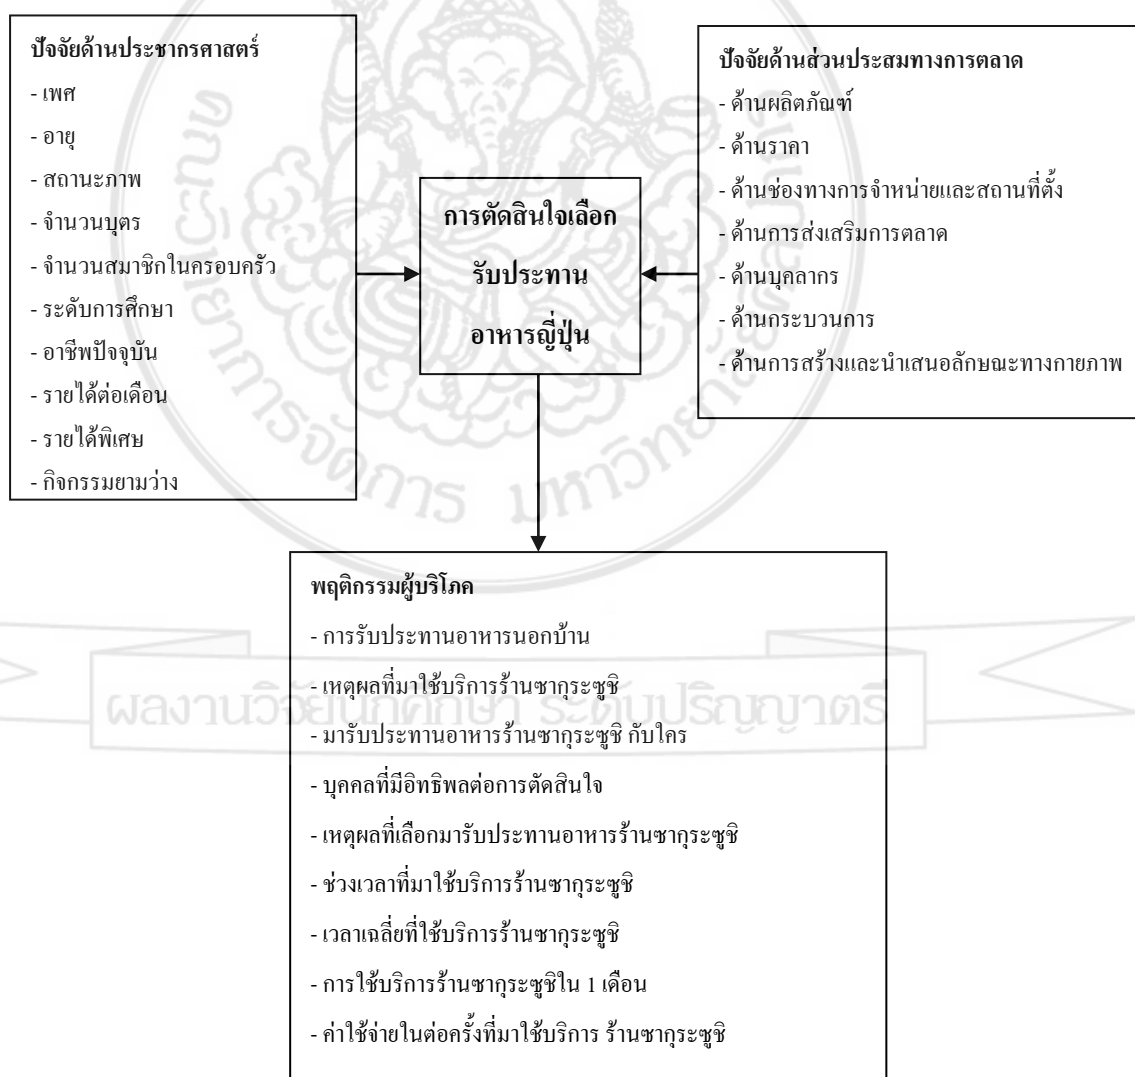 ปัจจัยด้านประชากรศาสตร์
- เพศ
- อายุ
- สถานะภาพ
- จำนวนบุตร
- จำนวนสมาชิกในครอบครัว
- ระดับการศึกษา
- อาชีพปัจจุบัน
- รายได้ต่อเดือน
- รายได้พิเศษ
- กิจกรรมยามว่าง
การตัดสินใจเลือก
รับประทาน
อาหารญี่ปุ่น
ปัจจัยด้านส่วนประสมทางการตลาด
- ด้านผลิตภัณฑ์
- ด้านราคา
- ด้านช่องทางการจำหน่ายและสถานที่ตั้ง
- ด้านการส่งเสริมการตลาด
- ด้านบุคลากร
- ด้านกระบวนการ
- ด้านการสร้างและนำเสนอลักษณะทางกายภาพ
พฤติกรรมผู้บริโภค
- การรับประทานอาหารนอกบ้าน
- เหตุผลที่มาใช้บริการร้านซากุระซูชิ
- มารับประทานอาหารร้านซากุระซูชิ กับใคร
- บุคคลที่มีอิทธิพลต่อการตัดสินใจ
- เหตุผลที่เลือกมารับประทานอาหารร้านซากุระซูชิ
- ช่วงเวลาที่มาใช้บริการร้านซากุระซูชิ
- เวลาเฉลี่ยที่ใช้บริการร้านซากุระซูชิ
- การใช้บริการร้านซากุระซูชิใน 1 เดือน
- ค่าใช้จ่ายในต่อครั้งที่มาใช้บริการ ร้านซากุระซูชิ
ผลงานวิจัยนักศึกษา ระดับปริญญาตรี